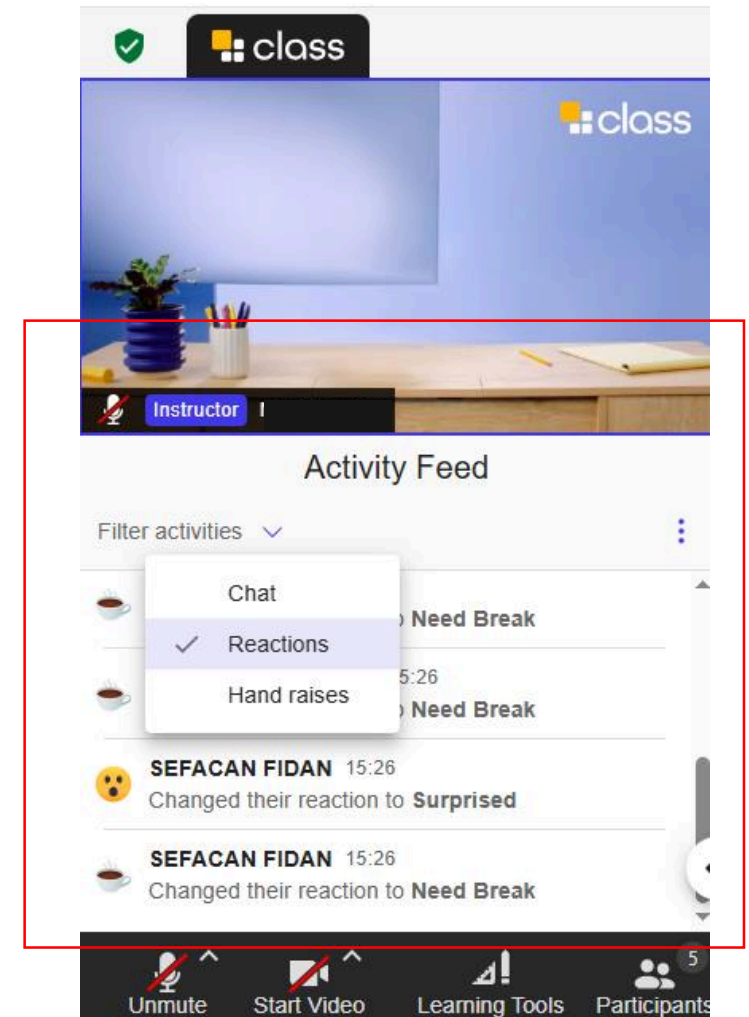 class
class
Instructor
Activity Feed
Filter activities
Chat
Need Break
Reactions
5:26
Hand raises
Need Break
SEFACAN FIDAN 15:26
Changed their reaction to Surprised
SEFACAN FIDAN 15:26
Changed their reaction to Need Break
5
Unmute Start Video Learning Tools Participants